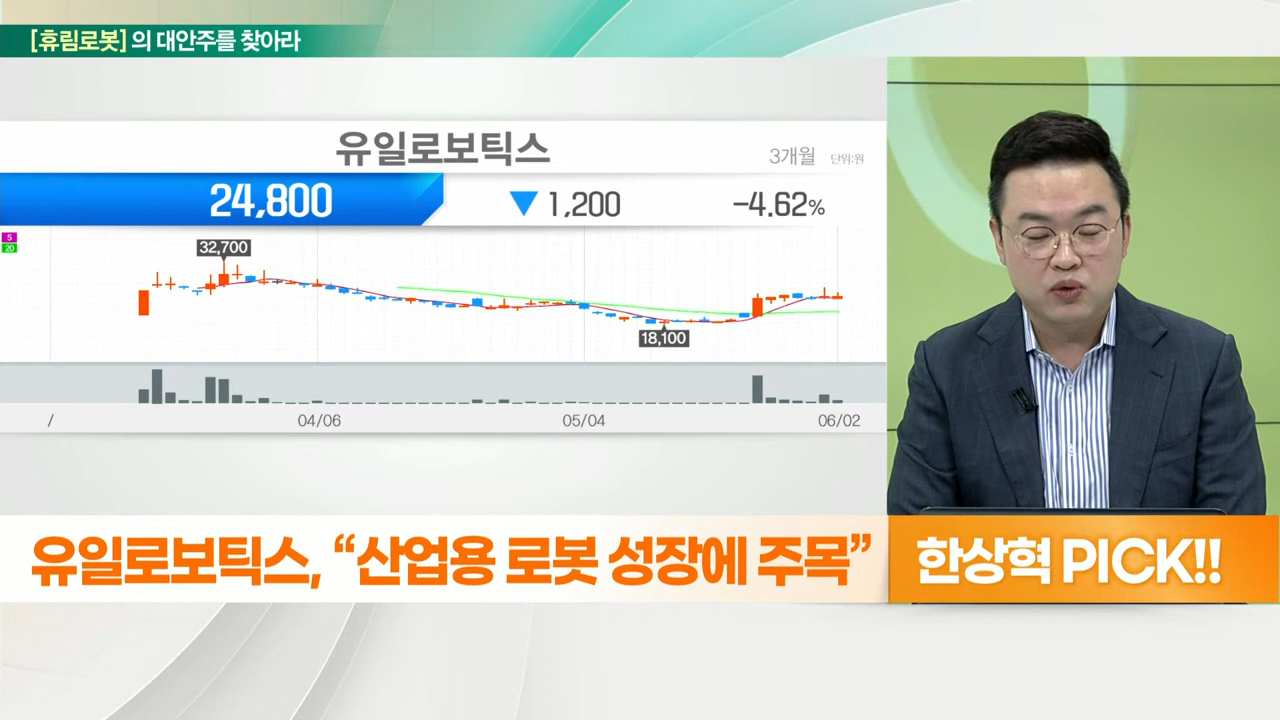 [휴림로봇]의 대안주를 찾아라
유일로보틱스
3개월 단위:원
24,800 ▼ 1,200 -4.62%
5
20
32,700
18,100
/ 04/06 05/04 06/02
유일로보틱스, “산업용 로봇 성장에 주목”
한상혁 PICK!!